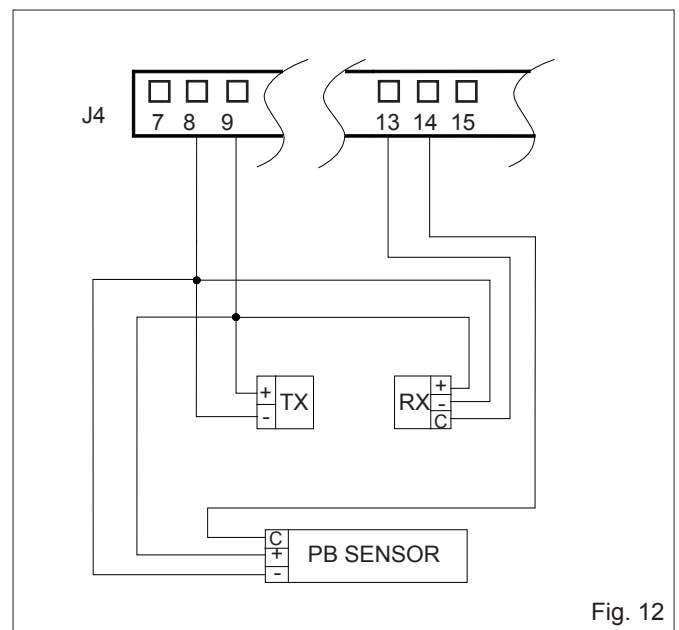 J4
7 8 9 13 14 15
+ TX
-
RX +
-
C
C
+ PB SENSOR
-
Fig. 12